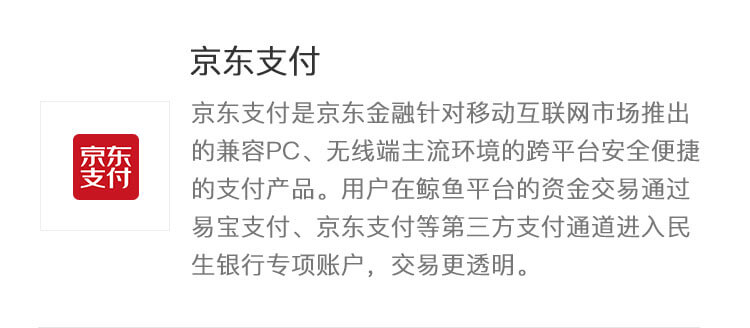 京东支付
京东支付是京东金融针对移动互联网市场推出
的兼容PC、无线端主流环境的跨平台安全便捷
的支付产品。用户在鲸鱼平台的资金交易通过
易宝支付、京东支付等第三方支付通道进入民
生银行专项账户，交易更透明。
京东
支付